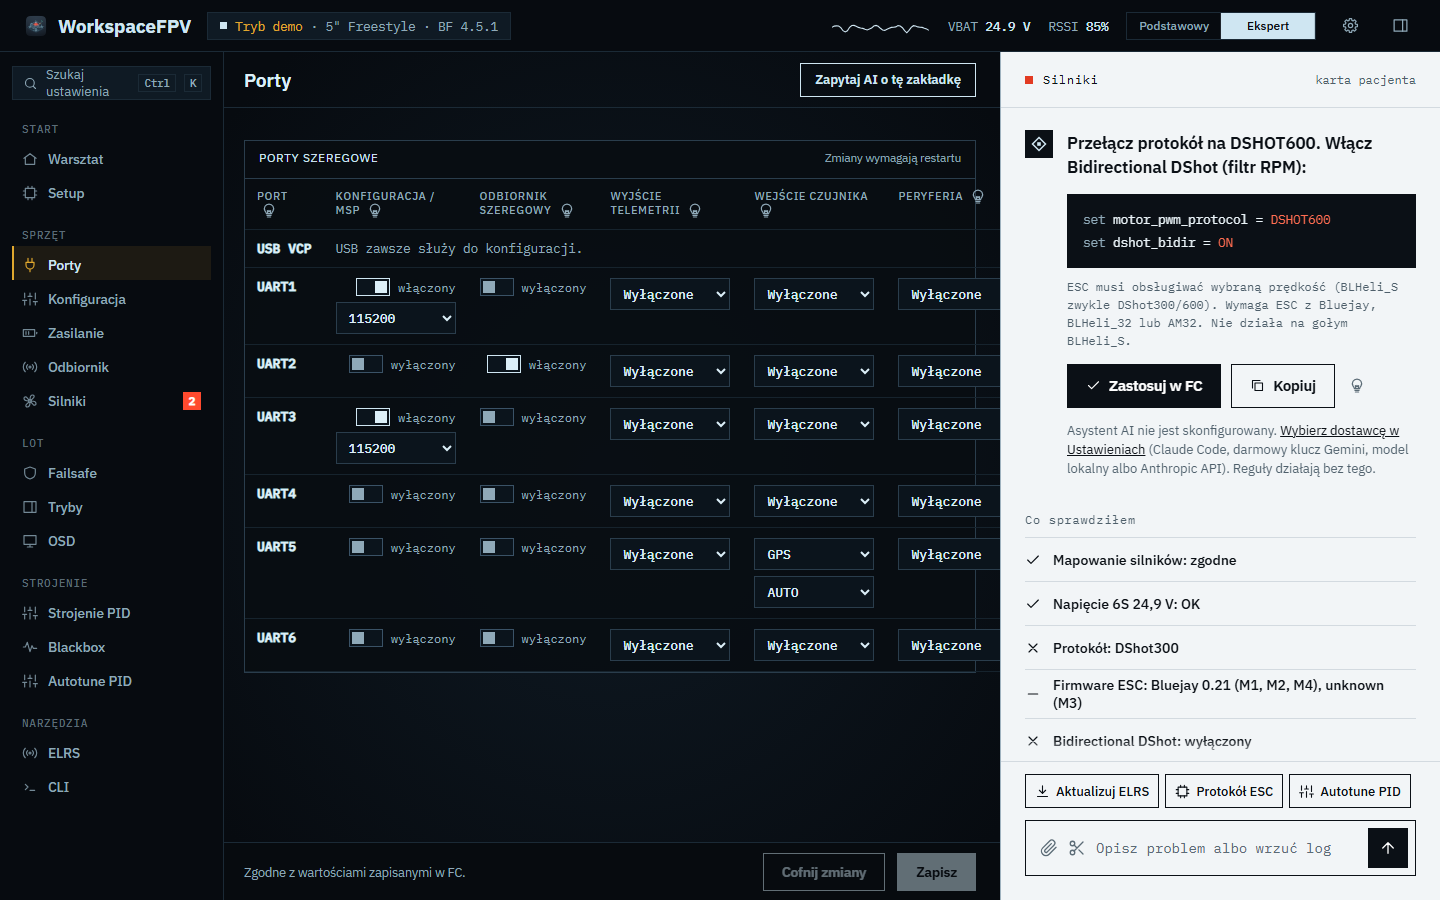 WorkspaceFPV
Tryb demo · 5" Freestyle · BF 4.5.1
VBAT 24.9 V
RSSI 85%
Podstawowy
Ekspert
Szukaj ustawienia
Ctrl K
START
Warsztat
Setup
SPRZĘT
Porty
Konfiguracja
Zasilanie
Odbiornik
Silniki 2
LOT
Failsafe
Tryby
OSD
STROJENIE
Strojenie PID
Blackbox
Autotune PID
NARZĘDZIA
ELRS
CLI
Porty
Zapytaj AI o tę zakładkę
PORTY SZEREGOWE
Zmiany wymagają restartu
PORT
KONFIGURACJA / MSP
ODBIORNIK SZEREGOWY
WYJŚCIE TELEMETRII
WEJŚCIE CZUJNIKA
PERYFERIA
USB VCP USB zawsze służy do konfiguracji.
UART1 włączony wyłączony Wyłączone Wyłączone Wyłączone
115200
UART2 wyłączony włączony Wyłączone Wyłączone Wyłączone
UART3 włączony wyłączony Wyłączone Wyłączone Wyłączone
115200
UART4 wyłączony wyłączony Wyłączone Wyłączone Wyłączone
UART5 wyłączony wyłączony Wyłączone GPS Wyłączone
AUTO
UART6 wyłączony wyłączony Wyłączone Wyłączone Wyłączone
Zgodne z wartościami zapisanymi w FC.
Cofnij zmiany
Zapisz
Silniki
karta pacjenta
Przełącz protokół na DSHOT600. Włącz
Bidirectional DShot (filtr RPM):
set motor_pwm_protocol = DSHOT600
set dshot_bidir = ON
ESC musi obsługiwać wybraną prędkość (BLHeli_S
zwykle DShot300/600). Wymaga ESC z Bluejay,
BLHeli_32 lub AM32. Nie działa na gołym
BLHeli_S.
Zastosuj w FC
Kopiuj
Asystent AI nie jest skonfigurowany. Wybierz dostawcę w
Ustawieniach (Claude Code, darmowy klucz Gemini, model
lokalny albo Anthropic API). Reguły działają bez tego.
Co sprawdziłem
Mapowanie silników: zgodne
Napięcie 6S 24,9 V: OK
Protokół: DShot300
Firmware ESC: Bluejay 0.21 (M1, M2, M4), unknown
(M3)
Bidirectional DShot: wyłączony
Aktualizuj ELRS
Protokół ESC
Autotune PID
Opisz problem albo wrzuć log